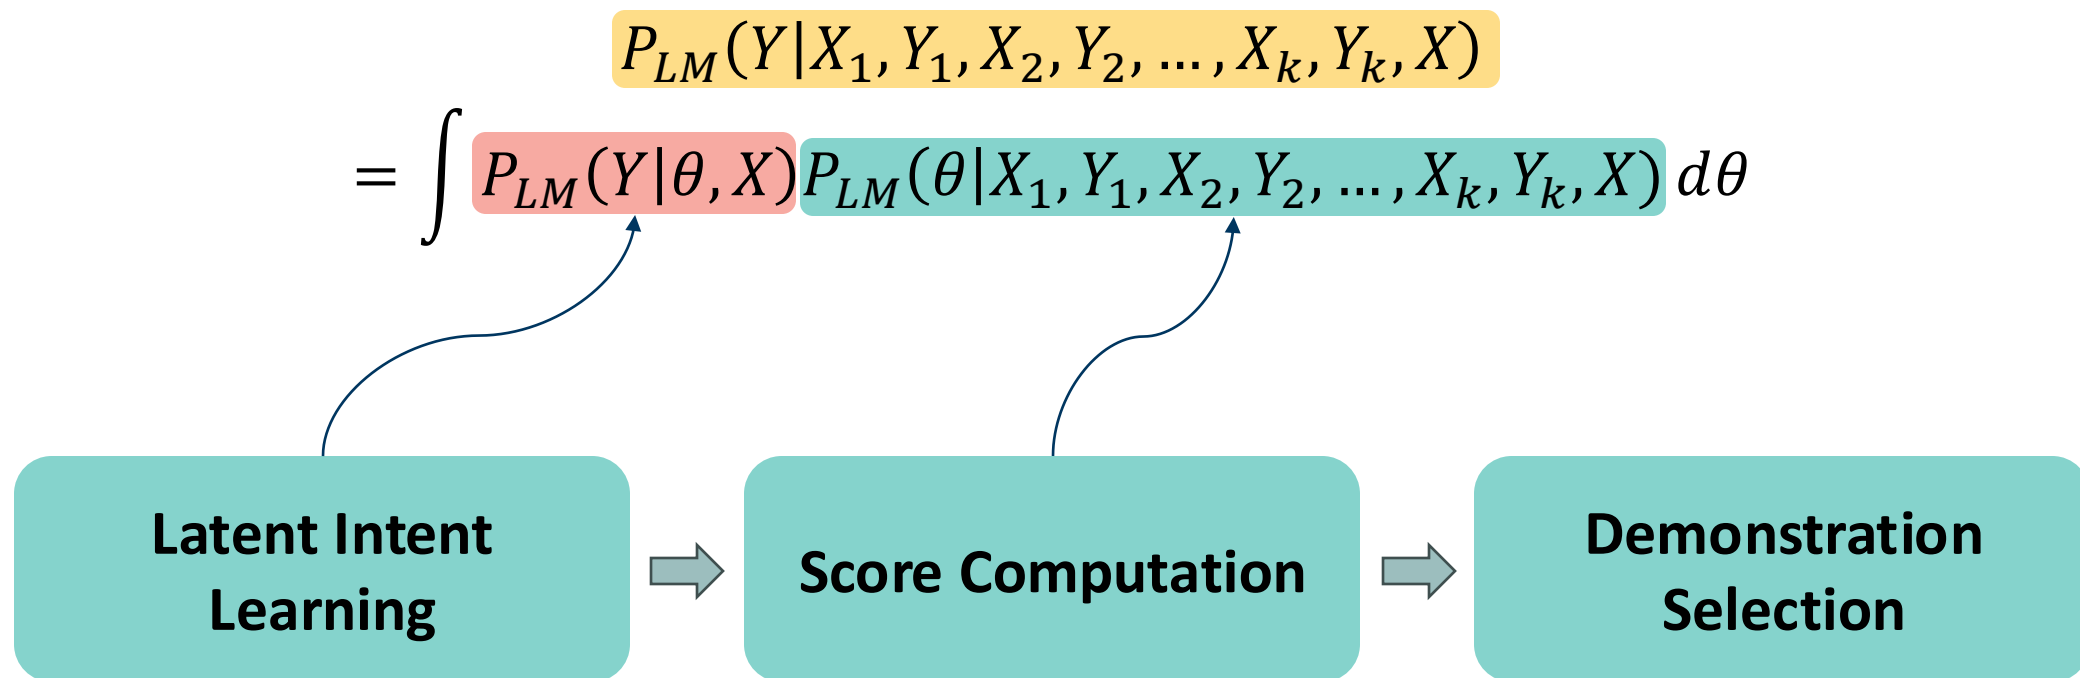 P_{LM}(Y|X_1, Y_1, X_2, Y_2, … , X_k, Y_k, X)
= ∫ P_{LM}(Y|θ, X)P_{LM}(θ|X_1, Y_1, X_2, Y_2, … , X_k, Y_k, X) dθ
Latent Intent
Learning
Score Computation
Demonstration
Selection